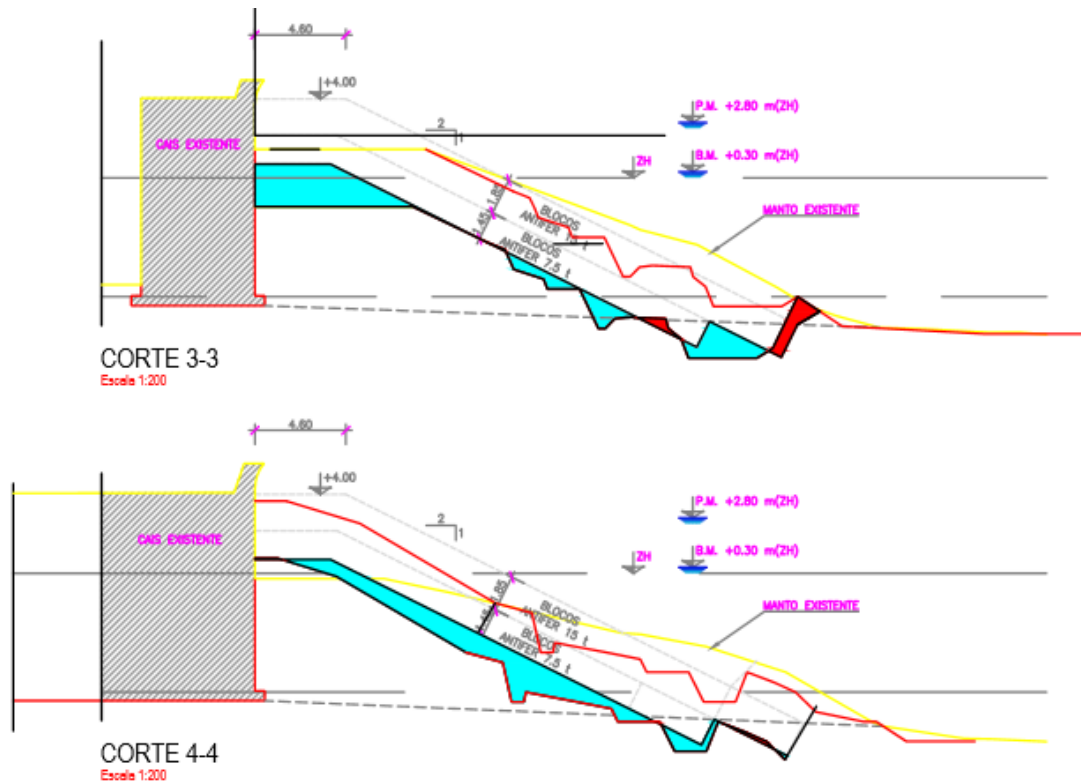 4.60
+4.00
2
1
P.M. +2.80 m(ZH)
CAIS EXISTENTE
ZH
B.M. +0.30 m(ZH)
1.85
1.45
BLOCOS
ANTIFER 15 t
BLOCOS
ANTIFER 7.5 t
MANTO EXISTENTE
CORTE 3-3
Escala 1:200
4.60
+4.00
2
1
P.M. +2.80 m(ZH)
CAIS EXISTENTE
ZH
B.M. +0.30 m(ZH)
1.85
1.45
BLOCOS
ANTIFER 15 t
BLOCOS
ANTIFER 7.5 t
MANTO EXISTENTE
CORTE 4-4
Escala 1:200